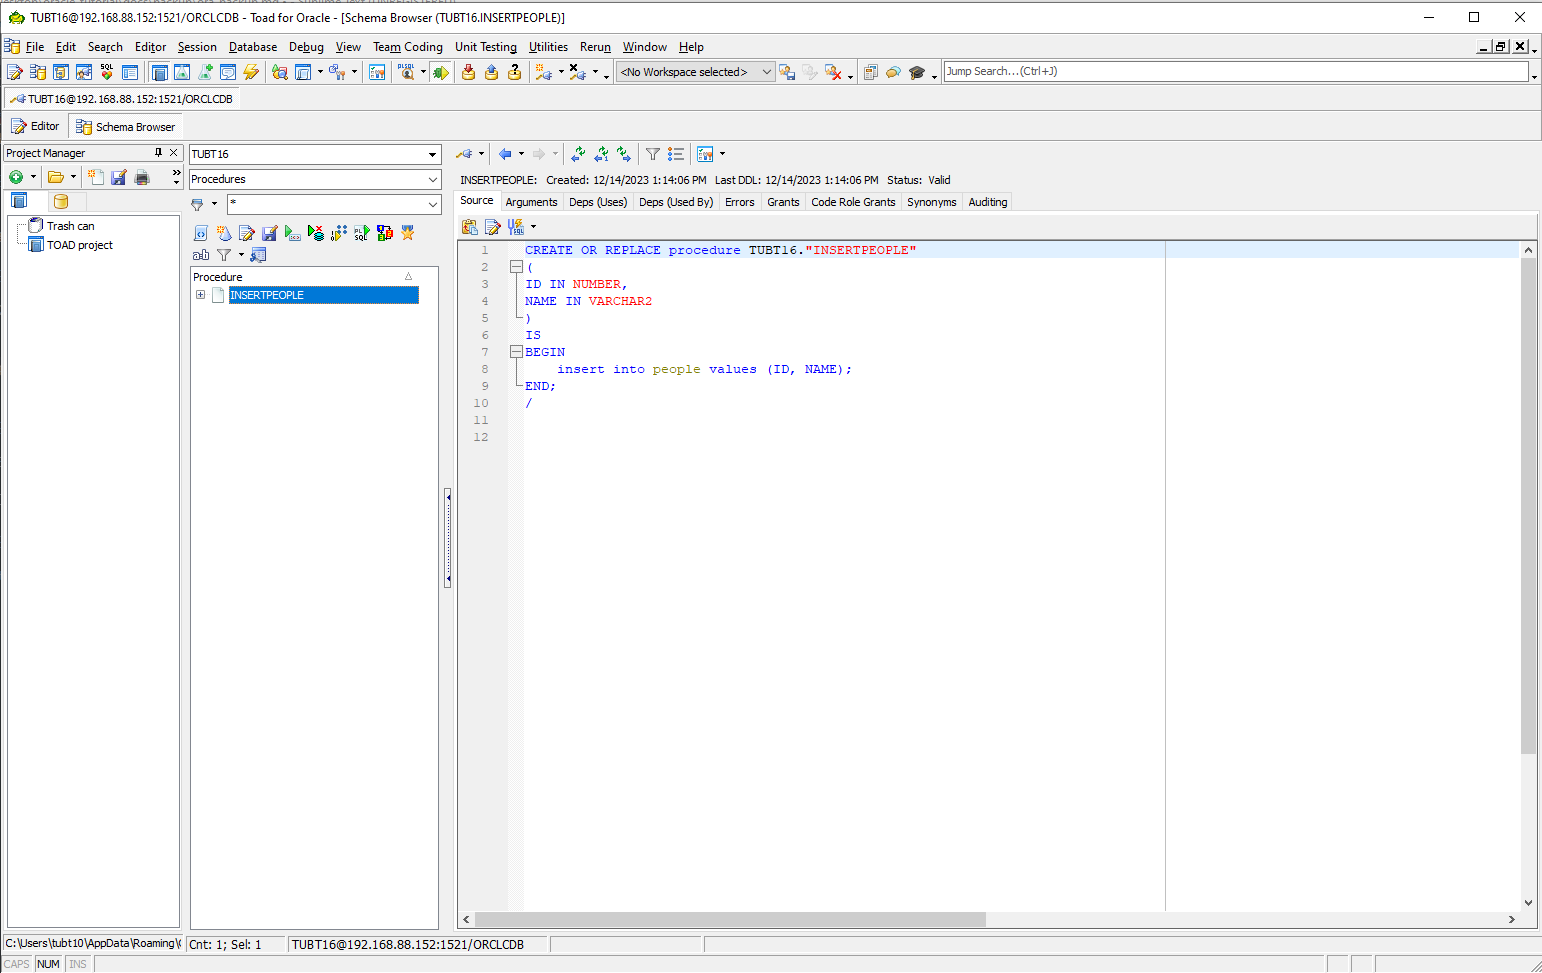 TUBT16@192.168.88.152:1521/ORCLCDB - Toad for Oracle - [Schema Browser (TUBT16.INSERTPEOPLE)]
File Edit Search Editor Session Database Debug View Team Coding Unit Testing Utilities Rerun Window Help
<No Workspace selected>
Jump Search...(Ctrl+J)
TUBT16@192.168.88.152:1521/ORCLCDB
Editor Schema Browser
Project Manager
Trash can
TOAD project
TUBT16
Procedures
*
Procedure
INSERTPEOPLE
INSERTPEOPLE: Created: 12/14/2023 1:14:06 PM Last DDL: 12/14/2023 1:14:06 PM Status: Valid
Source Arguments Deps (Uses) Deps (Used By) Errors Grants Code Role Grants Synonyms Auditing
1 CREATE OR REPLACE procedure TUBT16."INSERTPEOPLE"
2 (
3 ID IN NUMBER,
4 NAME IN VARCHAR2
5 )
6 IS
7 BEGIN
8 insert into people values (ID, NAME);
9 END;
10 /
11
12
C:\Users\tubt10\AppData\Roaming\
Cnt: 1; Sel: 1
TUBT16@192.168.88.152:1521/ORCLCDB
CAPS NUM INS